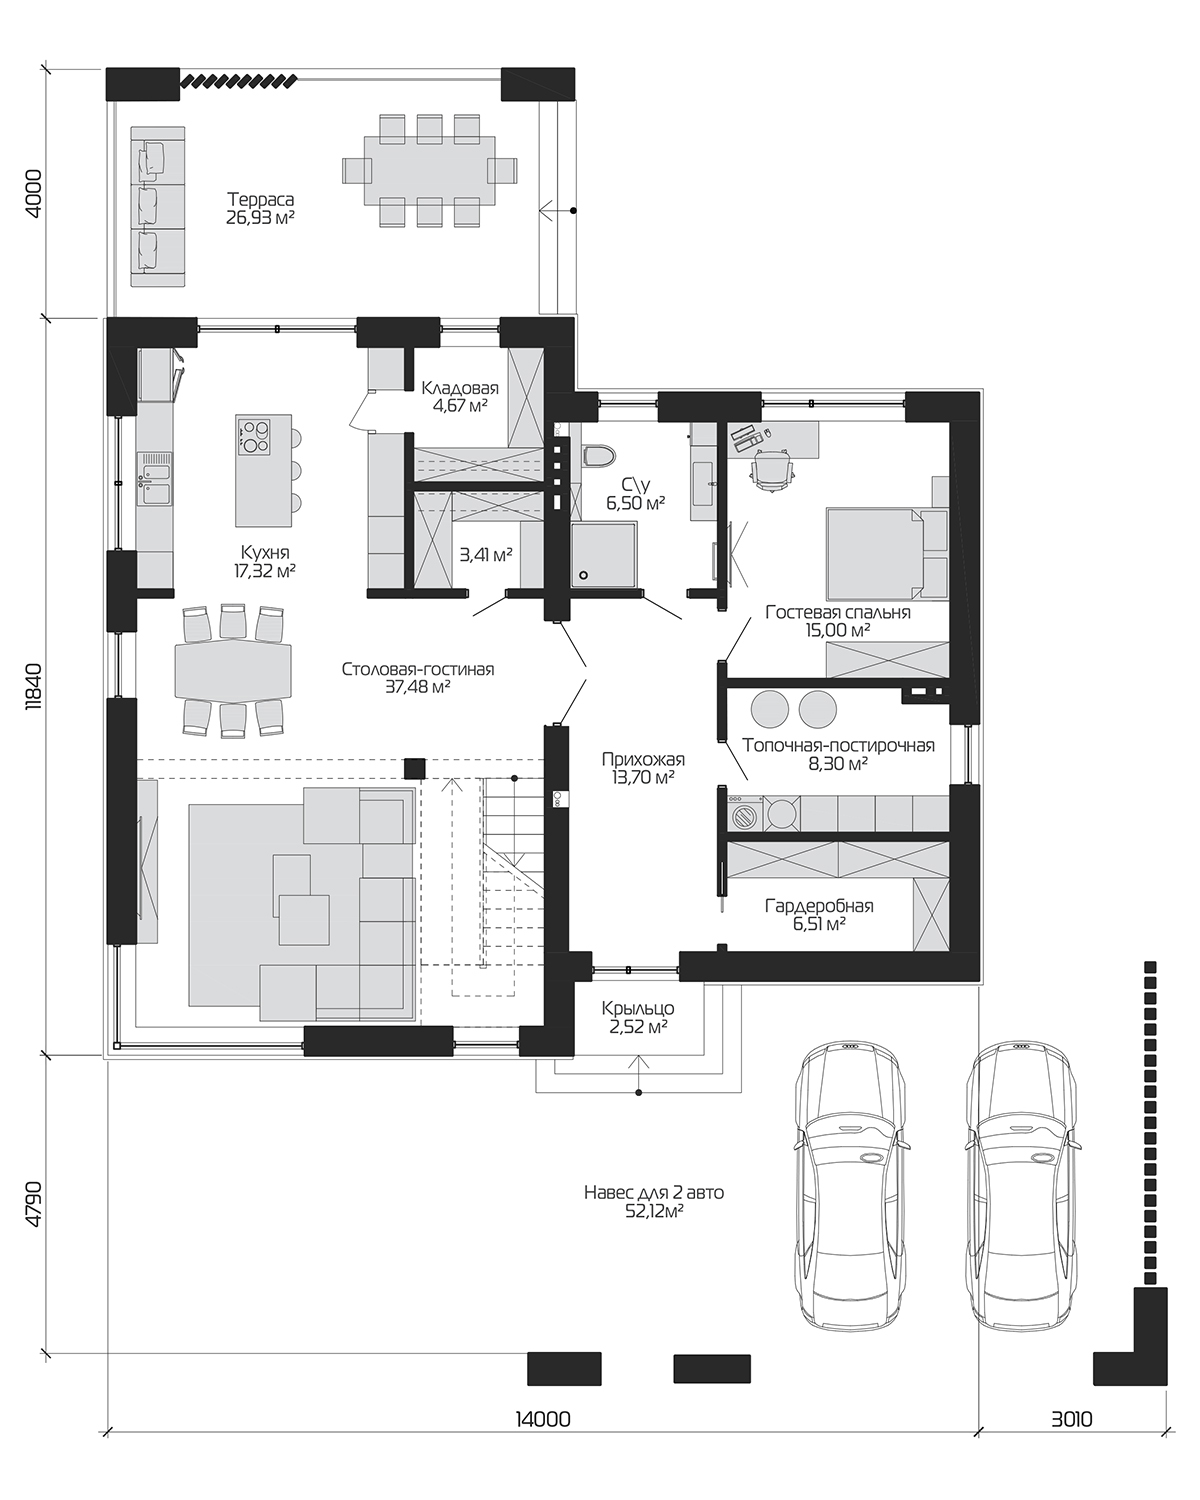 4000
Терраса
26,93 м²
Кладовая
4,67 м²
С\у
6,50 м²
Кухня
17,32 м²
3,41 м²
Гостевая спальня
15,00 м²
11840
Столовая-гостиная
37,48 м²
Прихожая
13,70 м²
Топочная-постирочная
8,30 м²
Гардеробная
6,51 м²
Крыльцо
2,52 м²
4790
Навес для 2 авто
52,12м²
14000
3010